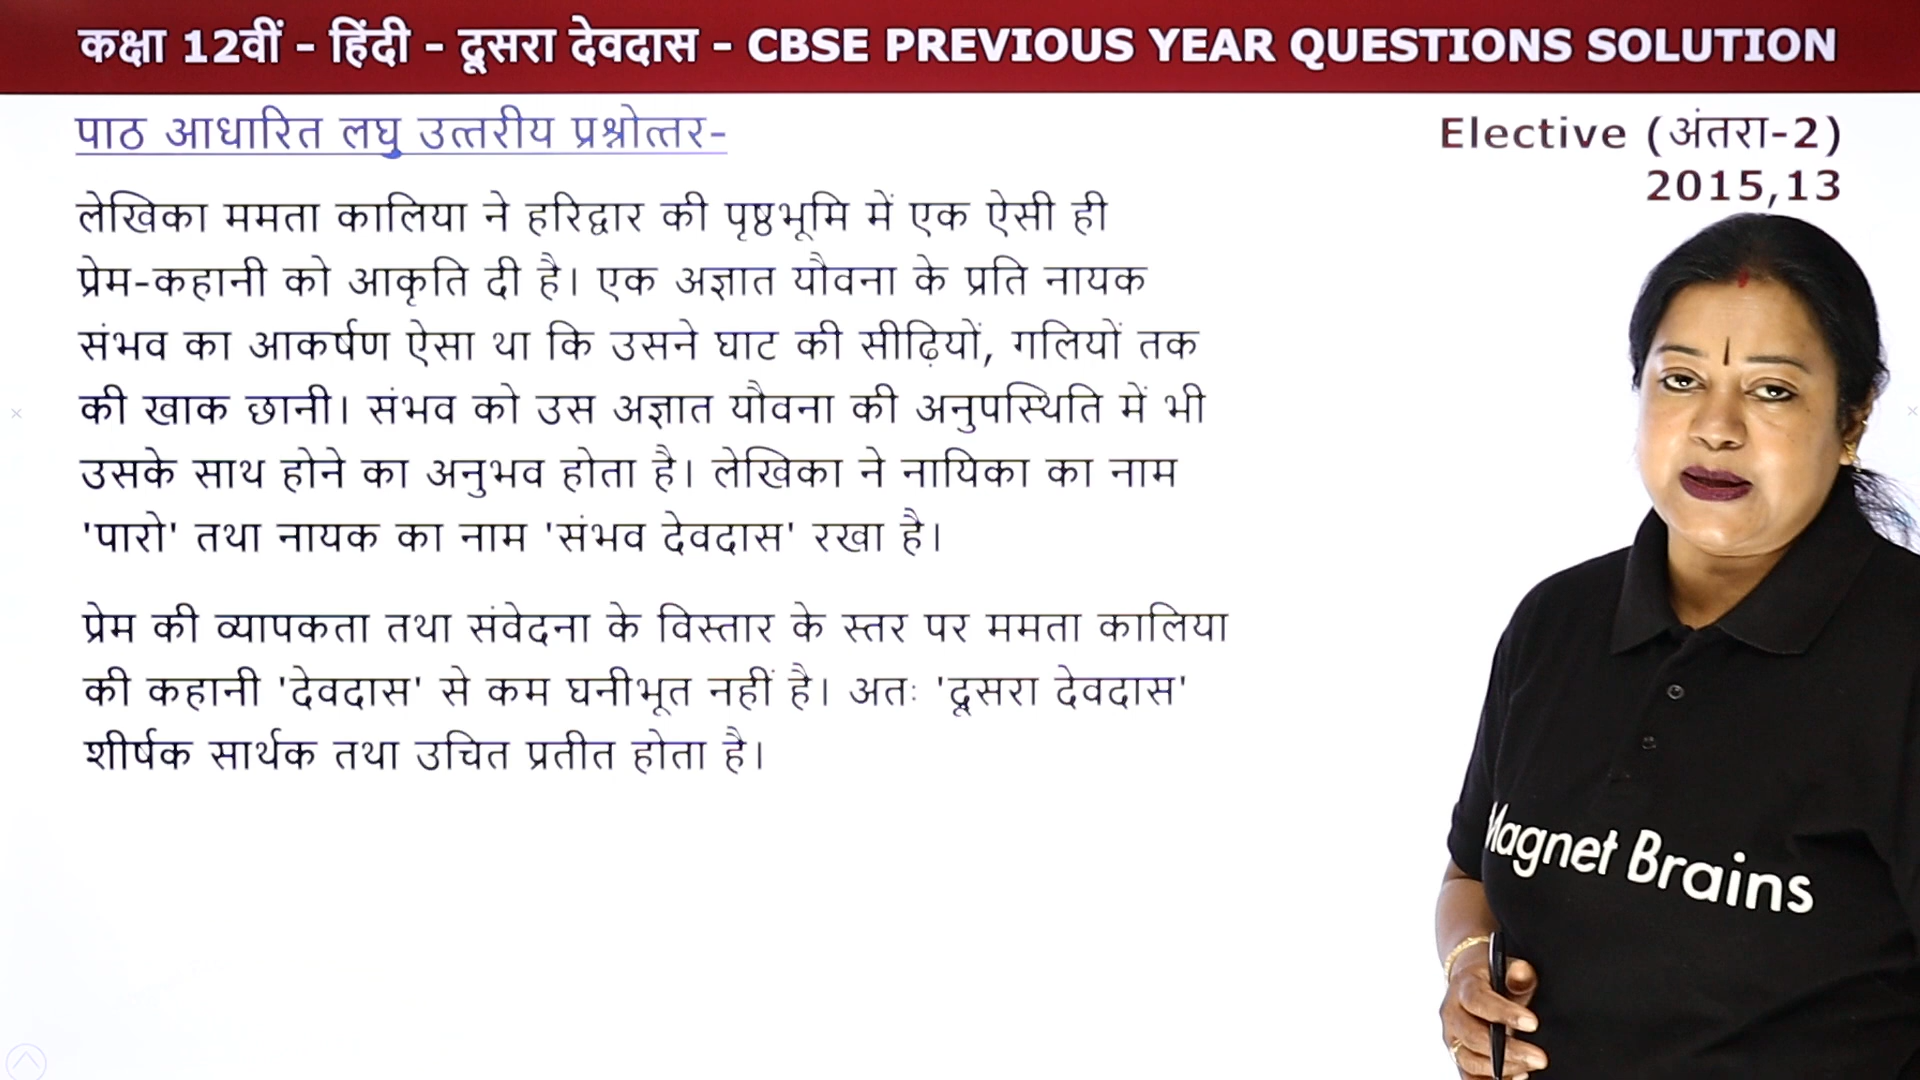 कक्षा 12वीं - हिंदी - दूसरा देवदास - CBSE PREVIOUS YEAR QUESTIONS SOLUTION
पाठ आधारित लघु उत्तरीय प्रश्नोत्तर-
Elective (अंतरा-2)
2015,13
लेखिका ममता कालिया ने हरिद्वार की पृष्ठभूमि में एक ऐसी ही
प्रेम-कहानी को आकृति दी है। एक अज्ञात यौवना के प्रति नायक
संभव का आकर्षण ऐसा था कि उसने घाट की सीढ़ियों, गलियों तक
की खाक छानी। संभव को उस अज्ञात यौवना की अनुपस्थिति में भी
उसके साथ होने का अनुभव होता है। लेखिका ने नायिका का नाम
'पारो' तथा नायक का नाम 'संभव देवदास' रखा है।
प्रेम की व्यापकता तथा संवेदना के विस्तार के स्तर पर ममता कालिया
की कहानी 'देवदास' से कम घनीभूत नहीं है। अतः 'दूसरा देवदास'
शीर्षक सार्थक तथा उचित प्रतीत होता है।
Magnet Brains